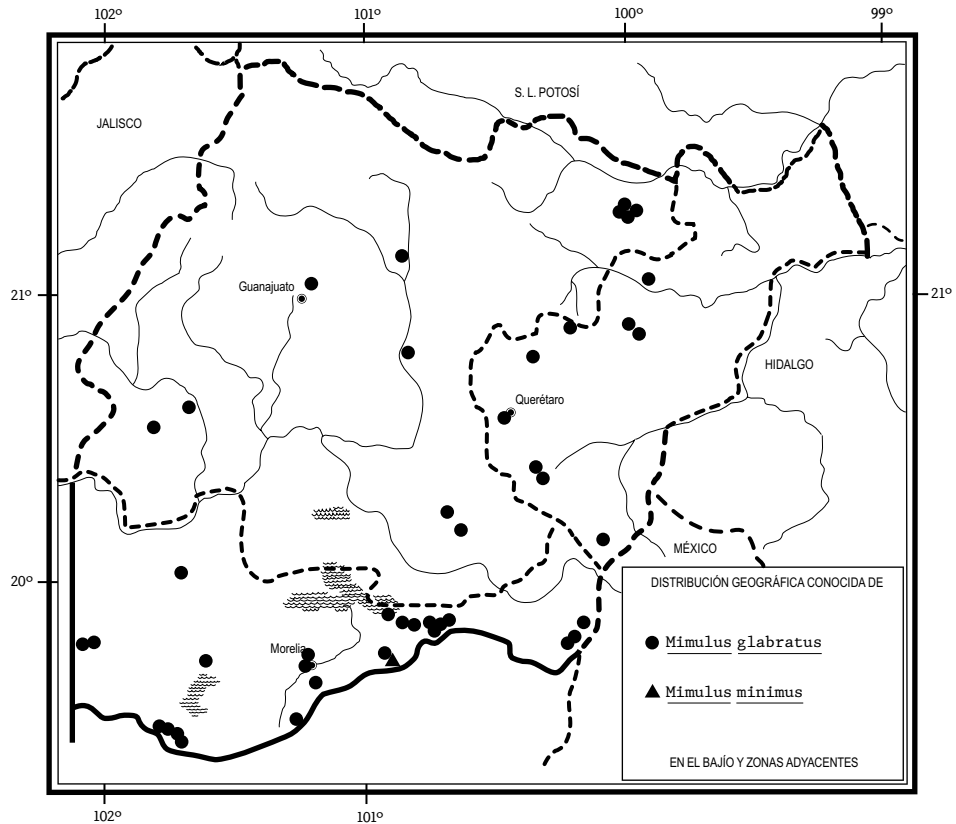 102º 101º 100º 99º
S. L. POTOSÍ
JALISCO
Guanajuato
21º 21º
HIDALGO
Querétaro
MÉXICO
20º
DISTRIBUCIÓN GEOGRÁFICA CONOCIDA DE
Mimulus glabratus
Morelia
Mimulus minimus
EN EL BAJÍO Y ZONAS ADYACENTES
102º 101º